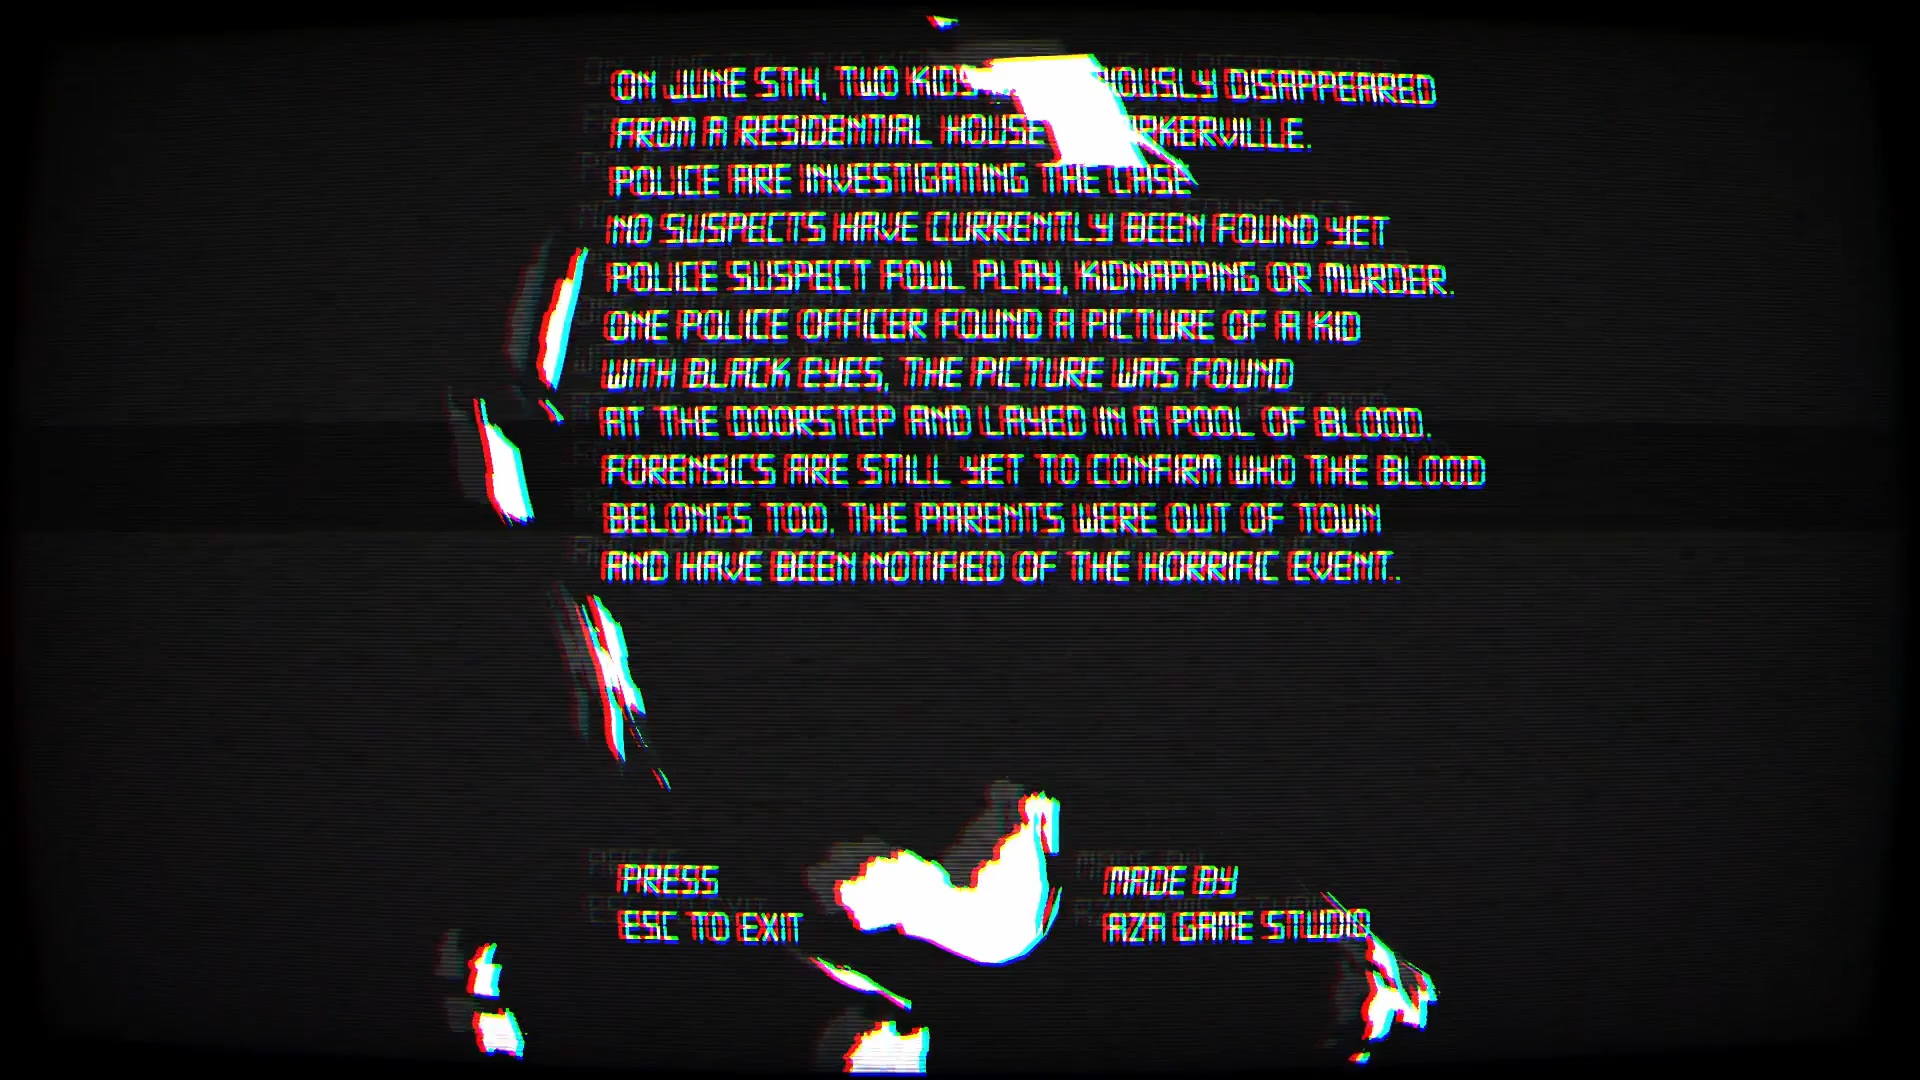 ON JUNE 5TH, TWO KIDS DISAPPEARED
FROM A RESIDENTIAL HOUSE
POLICE ARE INVESTIGATING THE CASE
NO SUSPECTS HAVE CURRENTLY BEEN FOUND YET
POLICE SUSPECT FOUL PLAY, KIDNAPPING OR MURDER.
ONE POLICE OFFICER FOUND A PICTURE OF A KID
WITH BLACK EYES, THE PICTURE WAS FOUND
AT THE DOORSTEP AND LAYED IN A POOL OF BLOOD.
FORENSICS ARE STILL YET TO CONFIRM WHO THE BLOOD
BELONGS TOO. THE PARENTS WERE OUT OF TOWN
AND HAVE BEEN NOTIFIED OF THE HORRIFIC EVENT..
PRESS
ESC TO EXIT
MADE BY
AZA GAME STUDIO